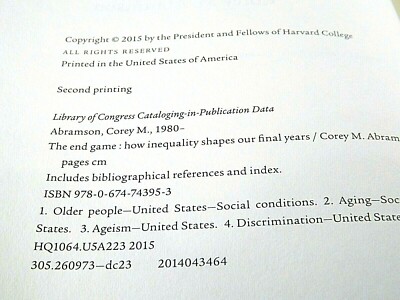 Copyright © 2015 by the President and Fellows of Harvard College
ALL RIGHTS RESERVED
Printed in the United States of America
Second printing
Library of Congress Cataloging-in-Publication Data
Abramson, Corey M., 1980–
The end game : how inequality shapes our final years / Corey M. Abram
pages cm
Includes bibliographical references and index.
ISBN 978-0-674-74395-3
1. Older people—United States—Social conditions. 2. Aging—Soc
States. 3. Ageism—United States. 4. Discrimination—United State
HQ1064.U5A223 2015
305.260973–dc23 2014043464